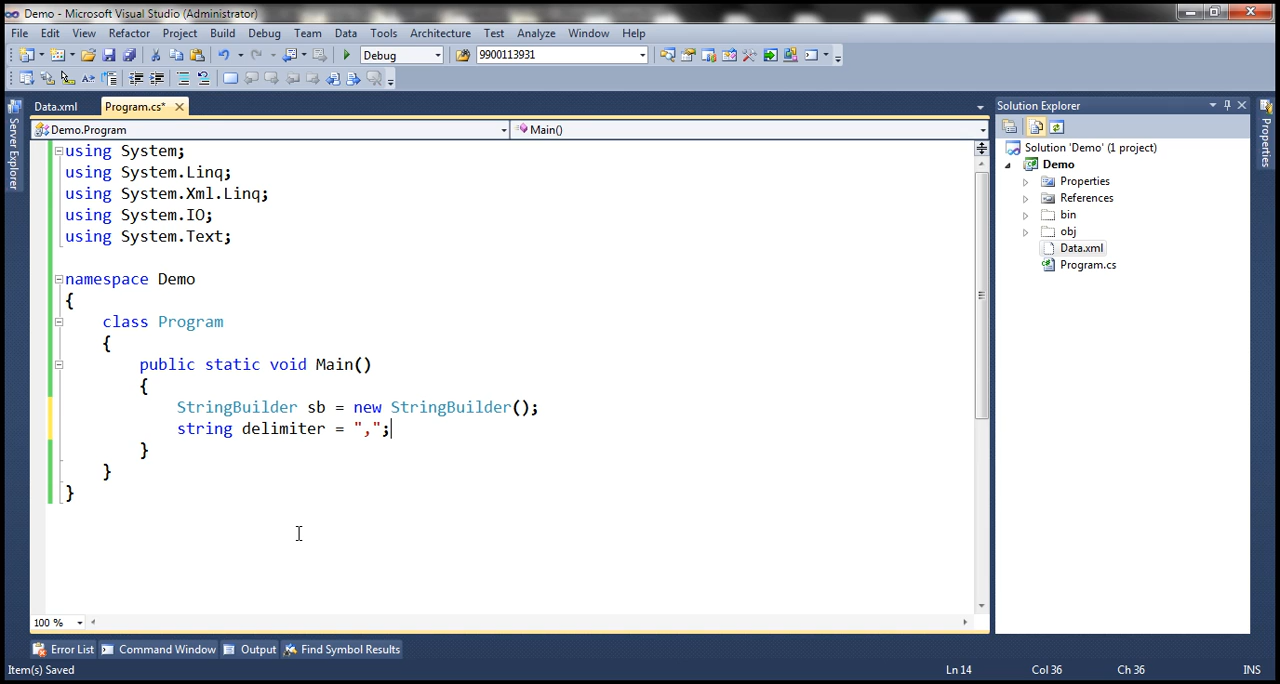 Demo - Microsoft Visual Studio (Administrator)
File Edit View Refactor Project Build Debug Team Data Tools Architecture Test Analyze Window Help
Debug 9900113931
Data.xml Program.cs* Solution Explorer
Server Explorer
Properties
Demo.Program Main()
using System;
using System.Linq;
using System.Xml.Linq;
using System.IO;
using System.Text;
namespace Demo
{
class Program
{
public static void Main()
{
StringBuilder sb = new StringBuilder();
string delimiter = ",";
}
}
}
Solution 'Demo' (1 project)
Demo
Properties
References
bin
obj
Data.xml
Program.cs
100 %
Error List Command Window Output Find Symbol Results
Item(s) Saved Ln 14 Col 36 Ch 36 INS